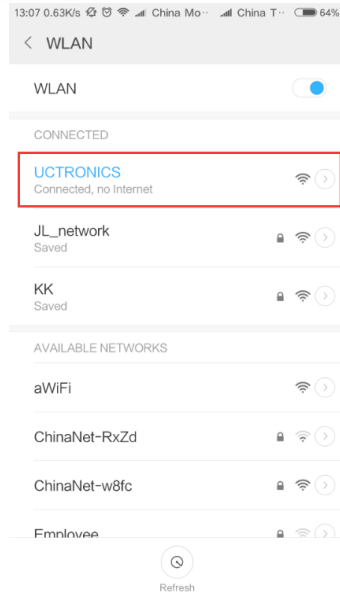 13:07 0.63K/s China Mo·· China T·· 64%
WLAN
WLAN
CONNECTED
UCTRONICS
Connected, no Internet
JL_network
Saved
KK
Saved
AVAILABLE NETWORKS
aWiFi
ChinaNet-RxZd
ChinaNet-w8fc
Employee
Refresh